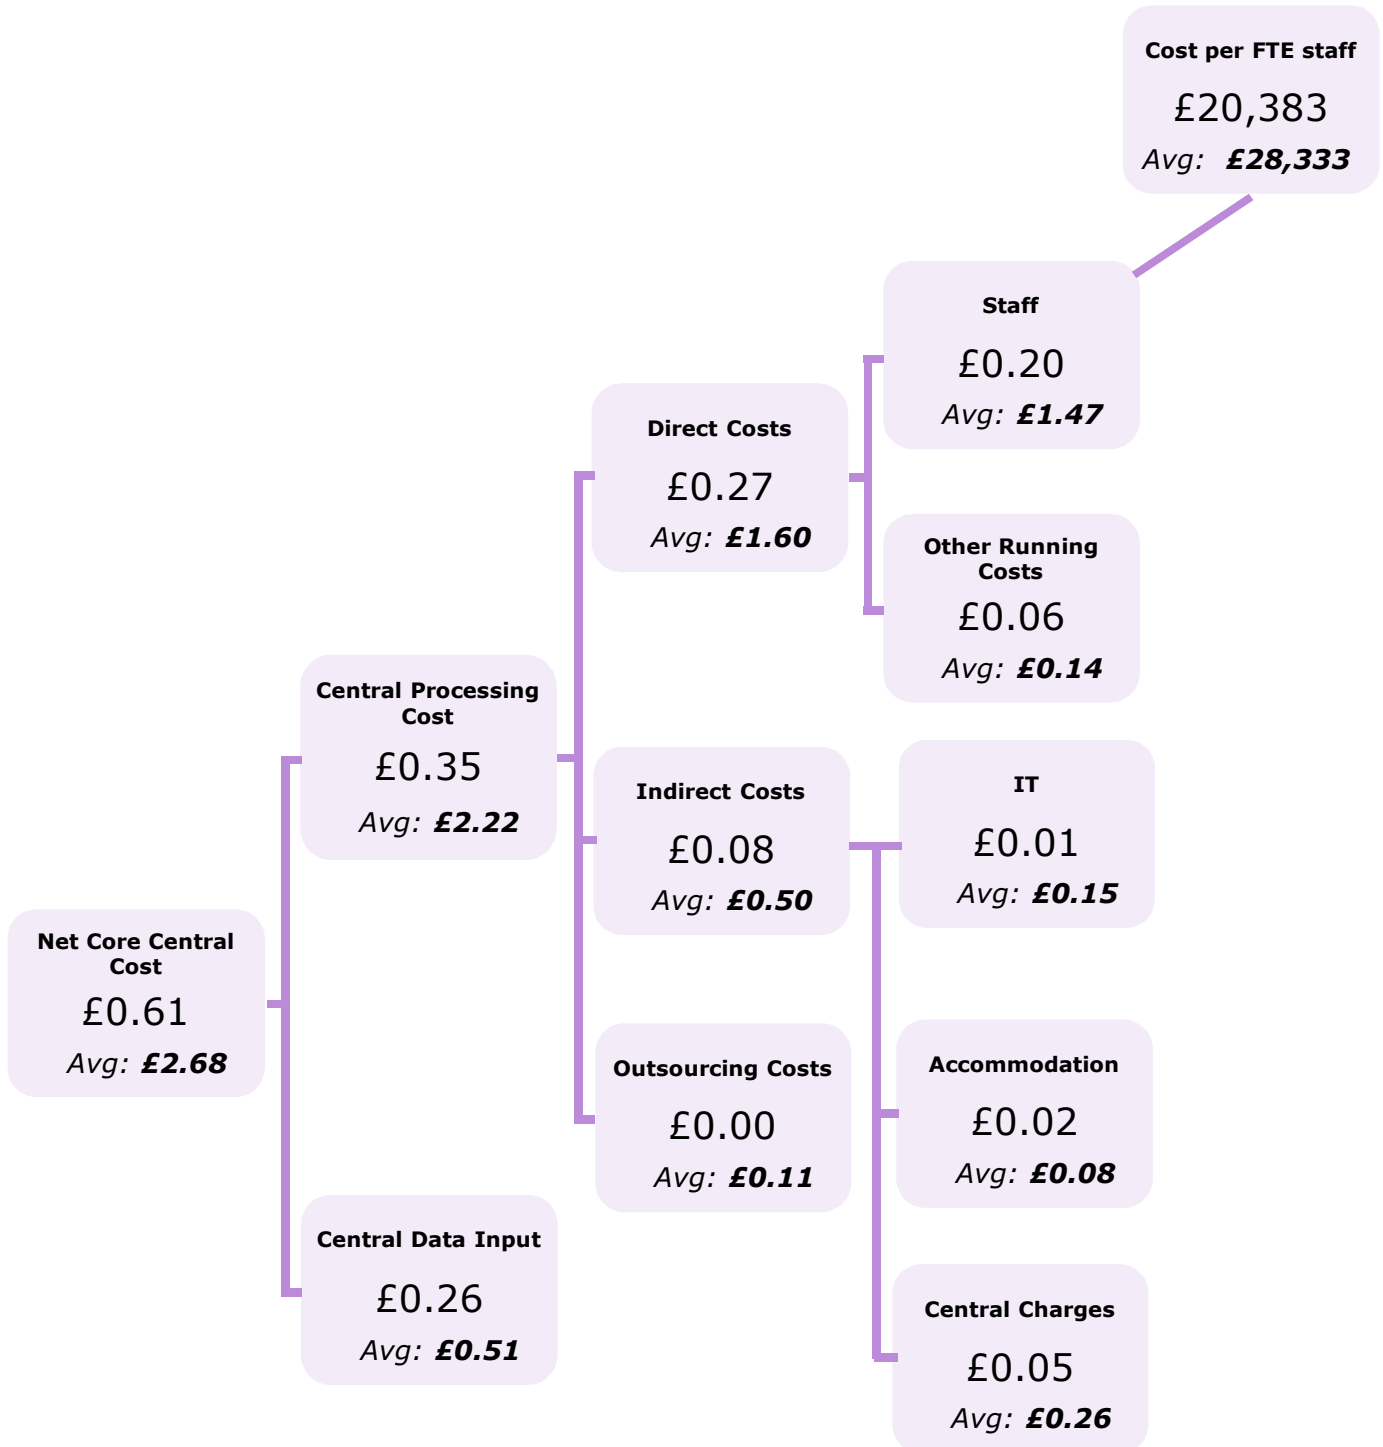 Cost per FTE staff
£20,383
Avg: £28,333
Staff
£0.20
Avg: £1.47
Direct Costs
£0.27
Avg: £1.60
Other Running
Costs
£0.06
Avg: £0.14
Central Processing
Cost
£0.35
Avg: £2.22
Indirect Costs
£0.08
Avg: £0.50
IT
£0.01
Avg: £0.15
Net Core Central
Cost
£0.61
Avg: £2.68
Outsourcing Costs
£0.00
Avg: £0.11
Accommodation
£0.02
Avg: £0.08
Central Data Input
£0.26
Avg: £0.51
Central Charges
£0.05
Avg: £0.26